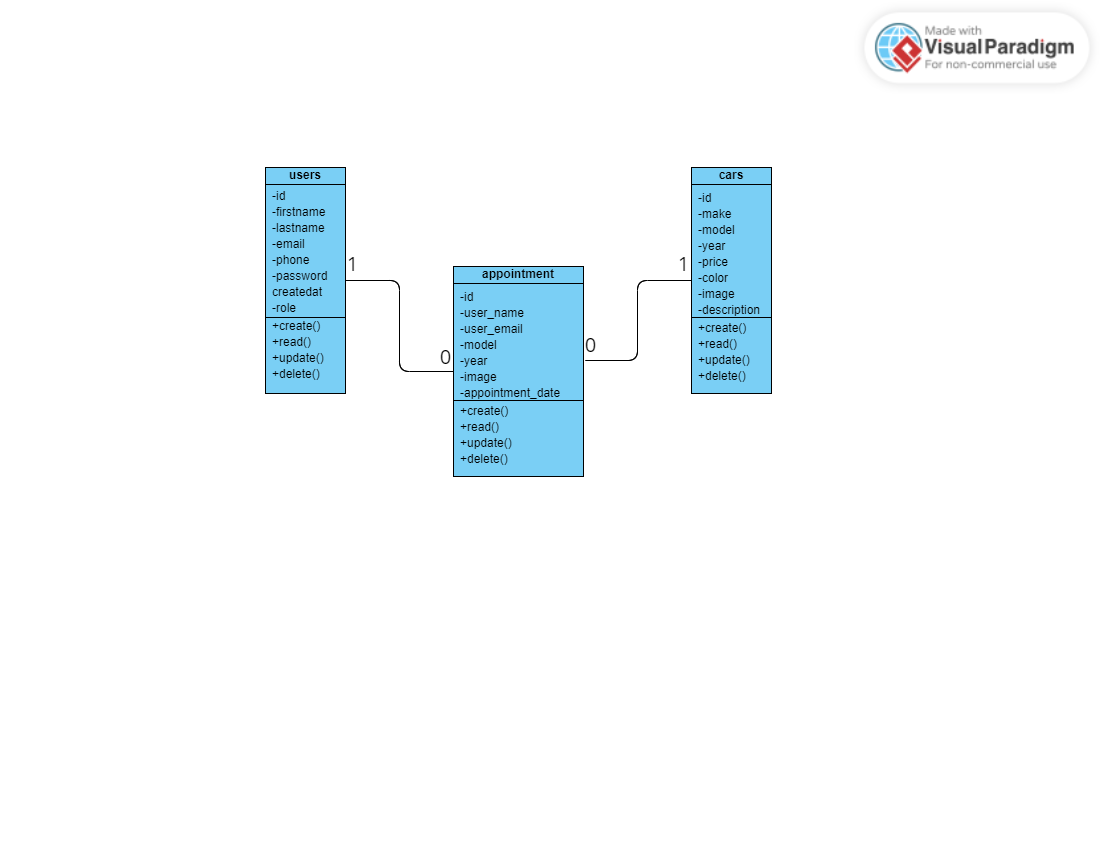 Made with
Visual Paradigm
For non-commercial use
users
-id
-firstname
-lastname
-email
-phone
-password
createdat
-role
+create()
+read()
+update()
+delete()
1
0
appointment
-id
-user_name
-user_email
-model
-year
-image
-appointment_date
+create()
+read()
+update()
+delete()
0
1
cars
-id
-make
-model
-year
-price
-color
-image
-description
+create()
+read()
+update()
+delete()